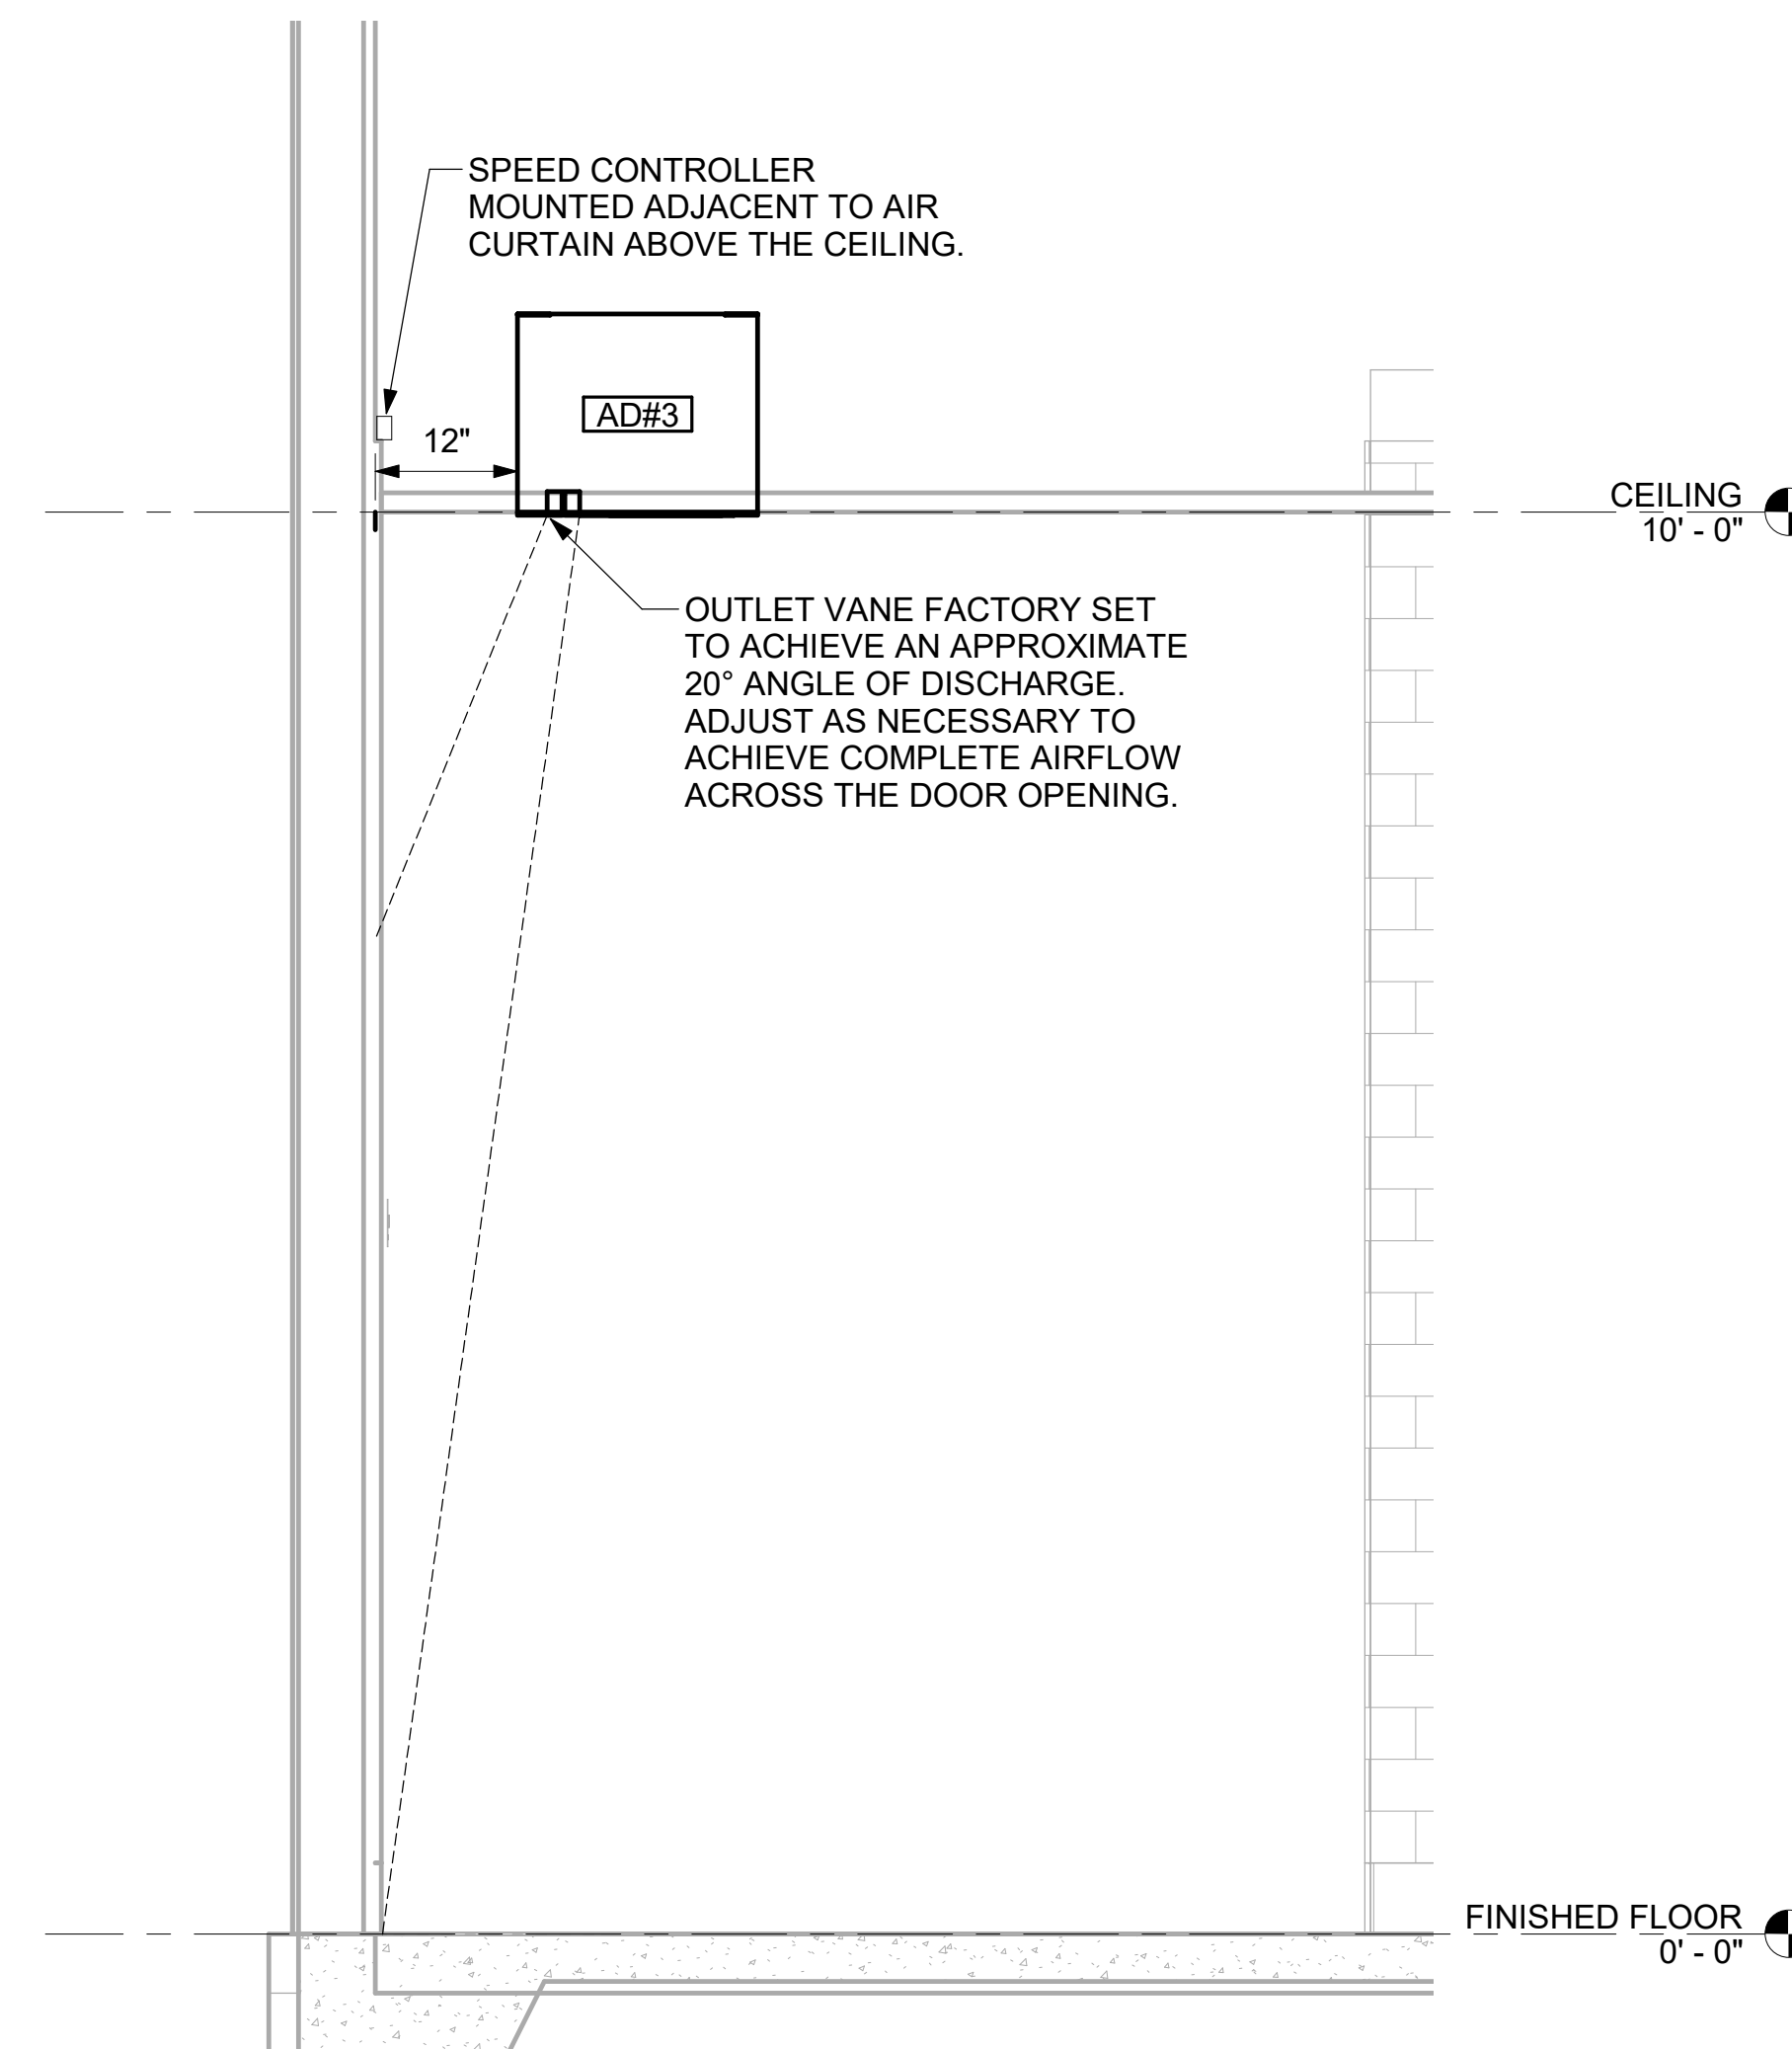 SPEED CONTROLLER
MOUNTED ADJACENT TO AIR
CURTAIN ABOVE THE CEILING.
AD#3
12"
CEILING
10' - 0"
OUTLET VANE FACTORY SET
TO ACHIEVE AN APPROXIMATE
20° ANGLE OF DISCHARGE.
ADJUST AS NECESSARY TO
ACHIEVE COMPLETE AIRFLOW
ACROSS THE DOOR OPENING.
FINISHED FLOOR
0' - 0"